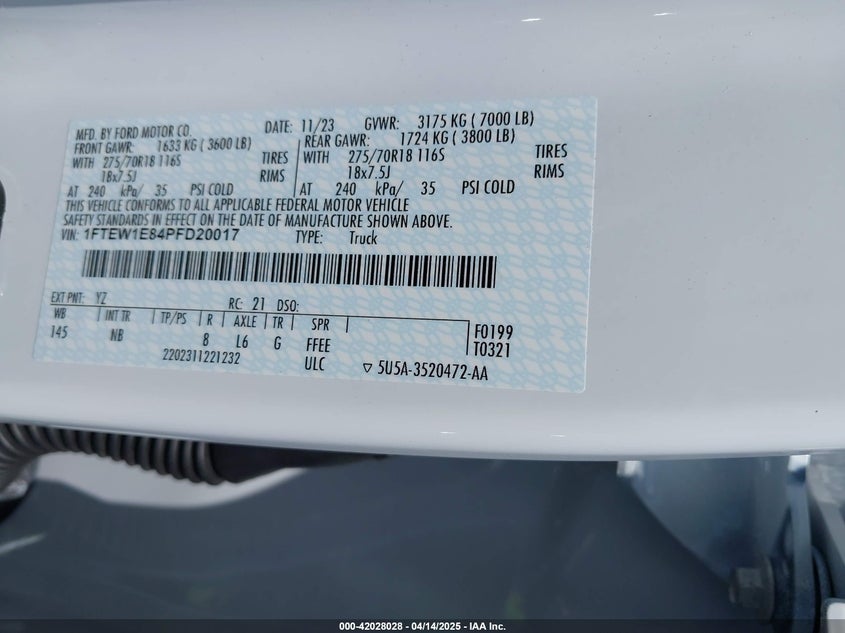 MFD. BY FORD MOTOR CO.
DATE: 11/23 GVWR: 3175 KG ( 7000 LB)
FRONT GAWR: 1633 KG ( 3600 LB) REAR GAWR: 1724 KG ( 3800 LB)
WITH 275/70R18 116S TIRES WITH 275/70R18 116S TIRES
18x7.5J RIMS 18x7.5J RIMS
AT 240 kPa/ 35 PSI COLD AT 240 kPa/ 35 PSI COLD
THIS VEHICLE CONFORMS TO ALL APPLICABLE FEDERAL MOTOR VEHICLE
SAFETY STANDARDS IN EFFECT ON THE DATE OF MANUFACTURE SHOWN ABOVE.
VIN: 1FTEW1E84PFD20017 TYPE: Truck
EXT PNT: YZ RC: 21 DSO:
WB INT TR TP/PS R AXLE TR SPR
145 NB 8 L6 G FFEE
F0199
T0321
2202311221232 ULC ▽ 5U5A-3520472-AA
000-42028028 - 04/14/2025 - IAA Inc.